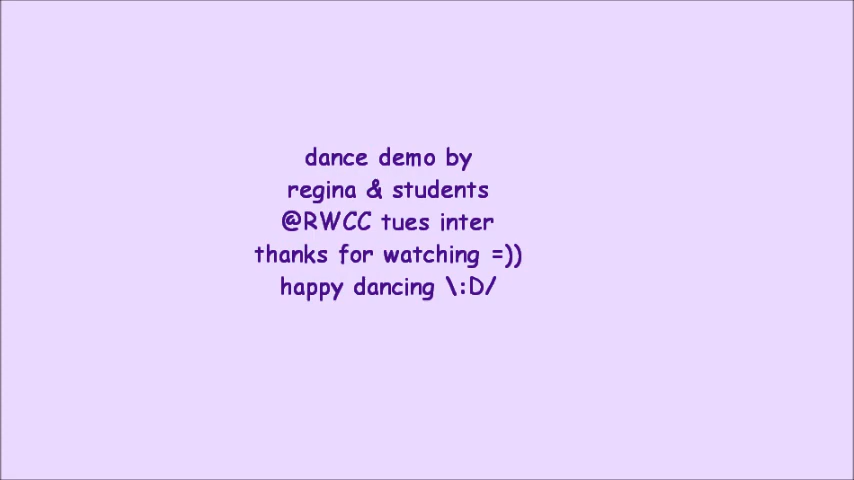 dance demo by
regina & students
@RWCC tues inter
thanks for watching =))
happy dancing \:D/